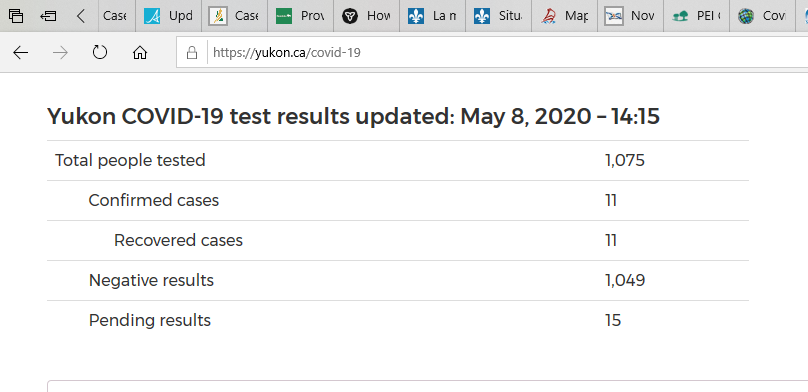 Case
Upd
Case
Prov
How
La m
Situ
Map
Nov
PEI
Cov
https://yukon.ca/covid-19
Yukon COVID-19 test results updated: May 8, 2020 – 14:15
Total people tested 1,075
Confirmed cases 11
Recovered cases 11
Negative results 1,049
Pending results 15